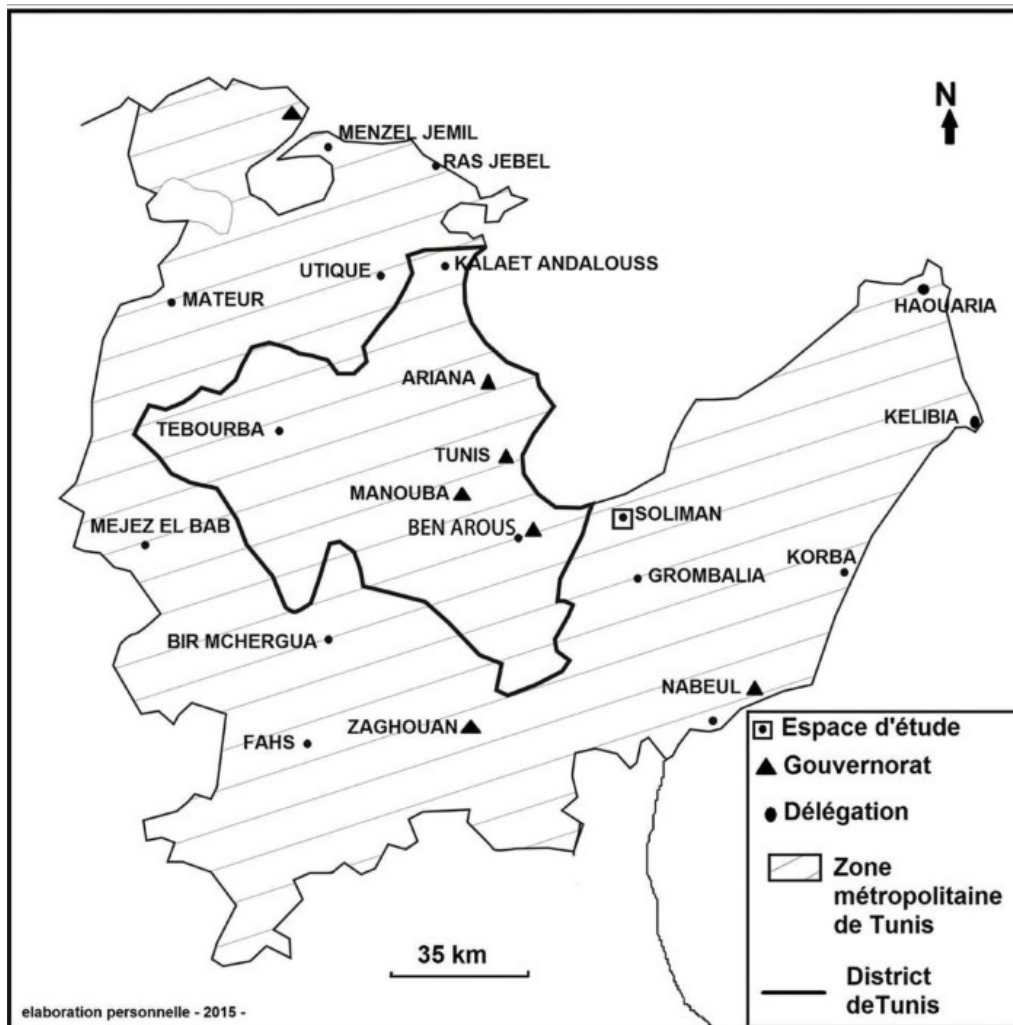 N
MENZEL JEMIL
RAS JEBEL
UTIQUE
KALAET ANDALOUSS
MATEUR
HAOUARIA
ARIANA
TEBOURBA
KELIBIA
TUNIS
MANOUBA
SOLIMAN
MEJEZ EL BAB
BEN AROUS
KORBA
GROMBALIA
BIR MCHERGUA
NABEUL
ZAGHOUAN
FAHS
Espace d'étude
Gouvernorat
Délégation
Zone
métropolitaine
de Tunis
District
deTunis
35 km
elaboration personnelle - 2015 -